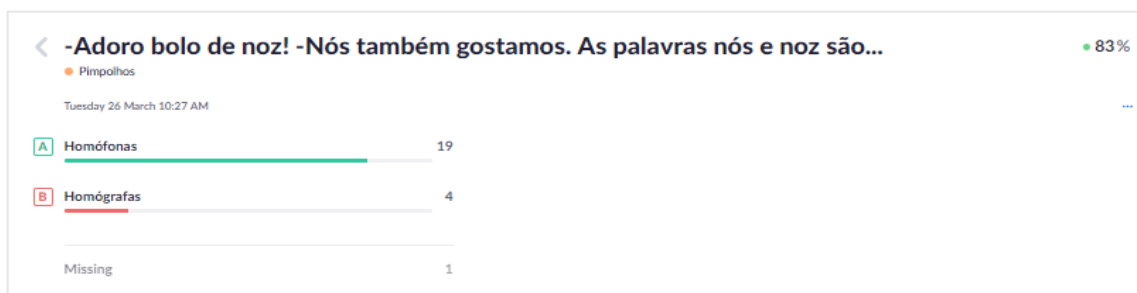 -Adoro bolo de noz! -Nós também gostamos. As palavras nós e noz são...
83%
Pimpolhos
Tuesday 26 March 10:27 AM
...
A Homófonas 19
B Homógrafas 4
Missing 1